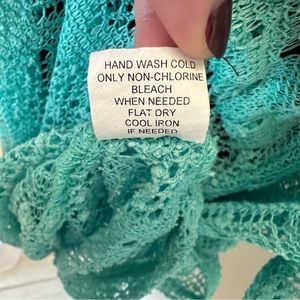 HAND WASH COLD
ONLY NON-CHLORINE
BLEACH
WHEN NEEDED
FLAT DRY
COOL IRON
IF NEEDED